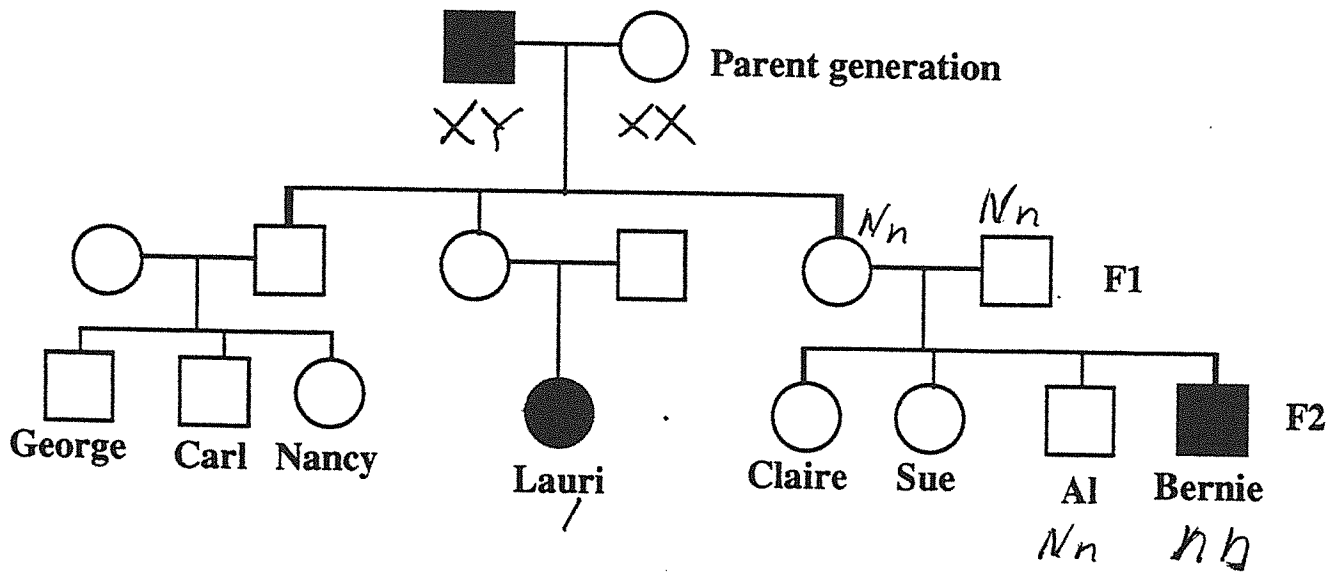 Parent generation
XY XX
Nn Nn
F1
F2
George Carl Nancy
Lauri
Claire Sue Al Bernie
Nn nn